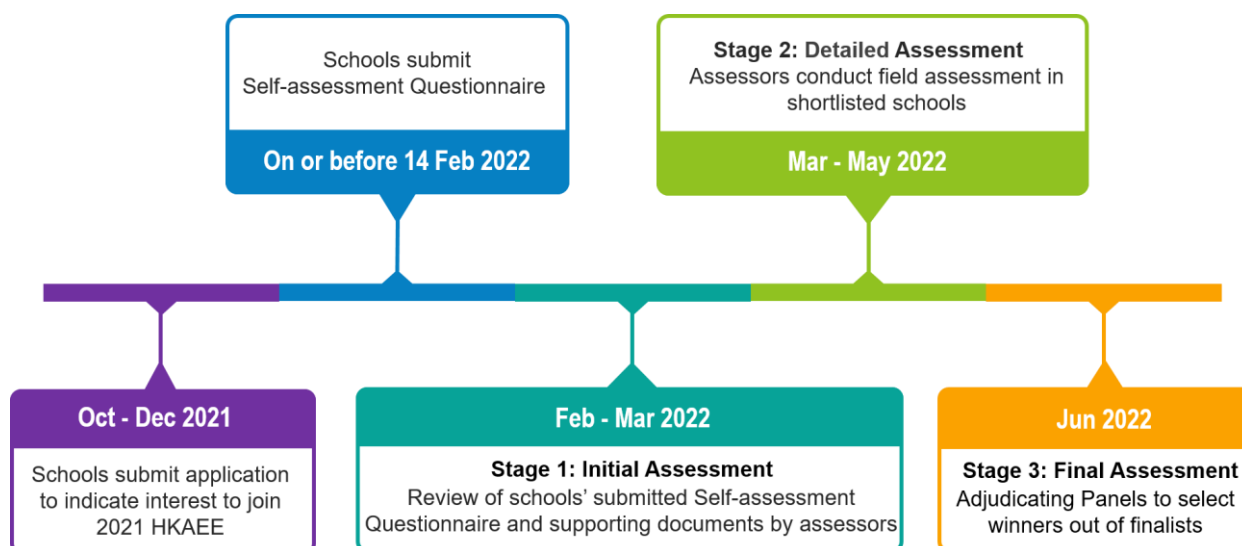 Schools submit
Self-assessment Questionnaire
On or before 14 Feb 2022
Stage 2: Detailed Assessment
Assessors conduct field assessment in
shortlisted schools
Mar - May 2022
Oct - Dec 2021
Schools submit application
to indicate interest to join
2021 HKAEE
Feb - Mar 2022
Stage 1: Initial Assessment
Review of schools’ submitted Self-assessment
Questionnaire and supporting documents by assessors
Jun 2022
Stage 3: Final Assessment
Adjudicating Panels to select
winners out of finalists